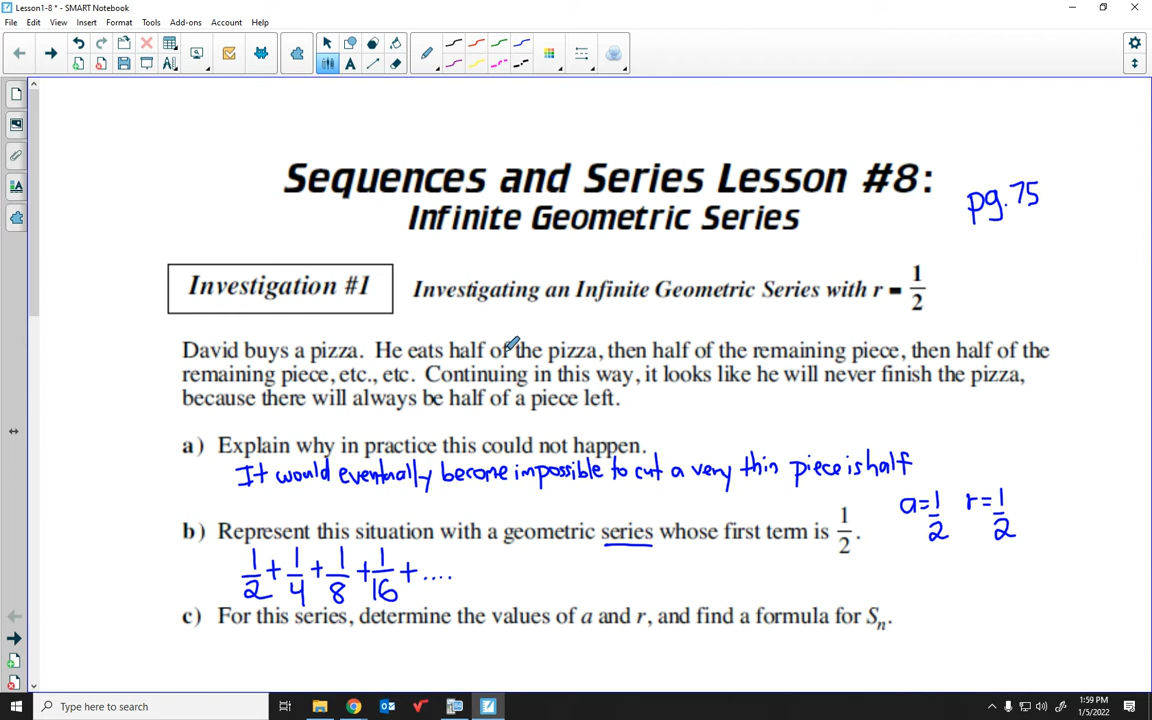 Lesson1-8 * - SMART Notebook
File Edit View Insert Format Tools Add-ons Account Help
Sequences and Series Lesson #8:
Infinite Geometric Series
pg.75
Investigation #1
Investigating an Infinite Geometric Series with r = 1/2
David buys a pizza. He eats half of the pizza, then half of the remaining piece, then half of the
remaining piece, etc., etc. Continuing in this way, it looks like he will never finish the pizza,
because there will always be half of a piece left.
a) Explain why in practice this could not happen.
It would eventually become impossible to cut a very thin piece is half
a=1/2 r=1/2
b) Represent this situation with a geometric series whose first term is 1/2.
1/2 + 1/4 + 1/8 + 1/16 + ....
c) For this series, determine the values of a and r, and find a formula for Sn.
Type here to search
1:59 PM
1/5/2022